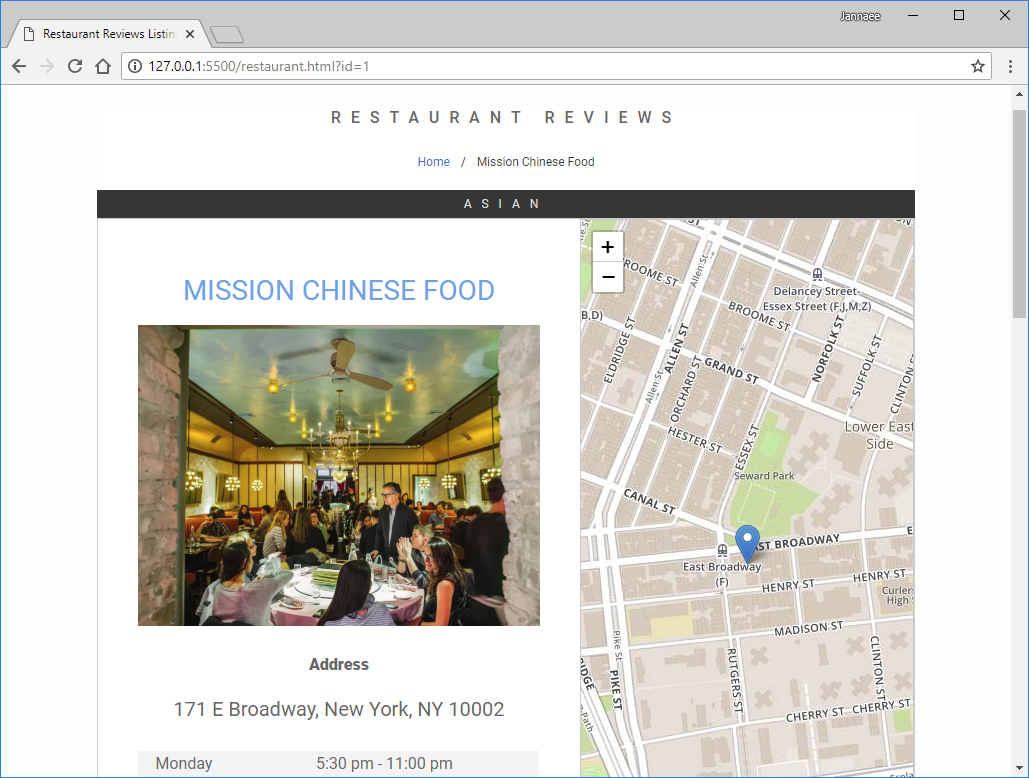 Jannaee
Restaurant Reviews Listin
127.0.0.1:5500/restaurant.html?id=1
RESTAURANT REVIEWS
Home / Mission Chinese Food
ASIAN
MISSION CHINESE FOOD
Address
171 E Broadway, New York, NY 10002
Monday 5:30 pm - 11:00 pm
+
−
BROOME ST
Allen St
Delancey Street-
Essex Street (F,J,M,Z)
B,D)
BROOME ST
ELDRIDGE ST
ALLEN ST
NORFOLK ST
SUFFOLK ST
GRAND ST
CLINTON ST
Allen St
ORCHARD ST
Lower East
Side
HESTER ST
ESSEX ST
Seward Park
CANAL ST
EAST BROADWAY
East Broadway
(F)
HENRY ST
HENRY ST
Curler
High S
MADISON ST
Pike St
PIKE ST
RUTGERS ST
CLINTON ST
CHERRY ST
CHERRY ST
IDGE
Path